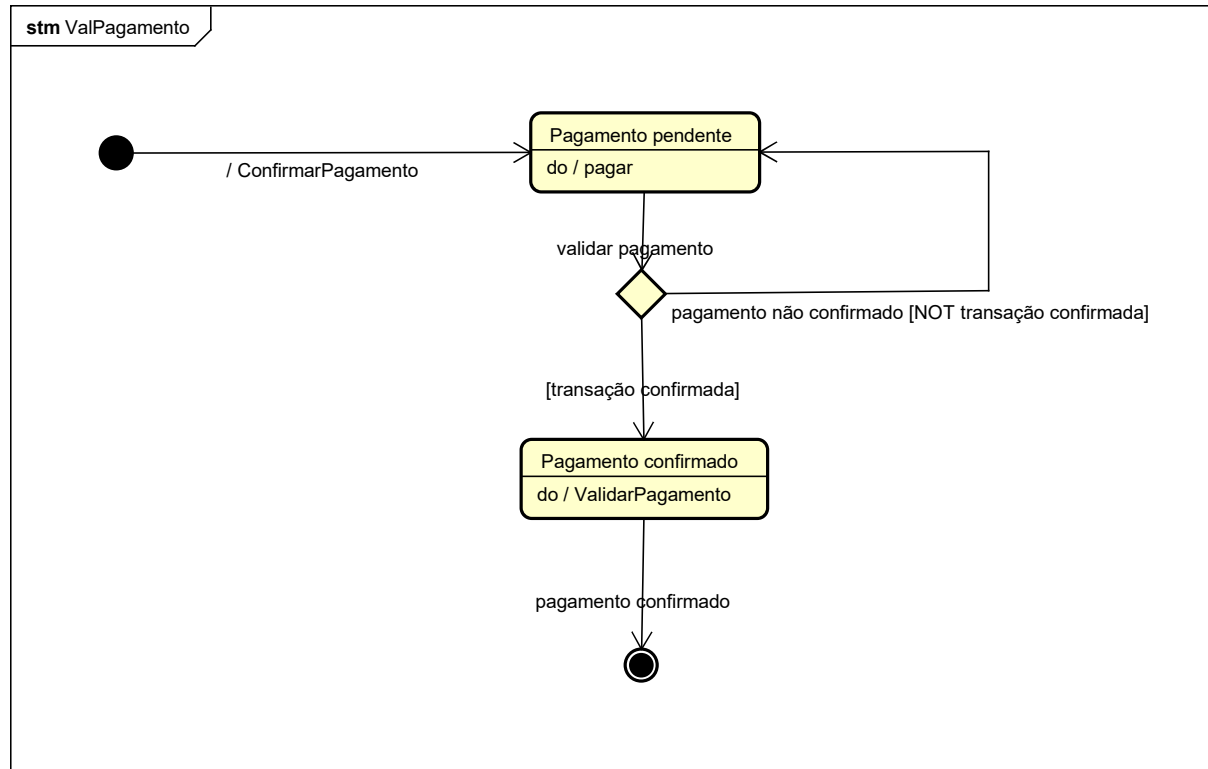 stm ValPagamento
Pagamento pendente
do / pagar
/ ConfirmarPagamento
validar pagamento
pagamento não confirmado [NOT transação confirmada]
[transação confirmada]
Pagamento confirmado
do / ValidarPagamento
pagamento confirmado